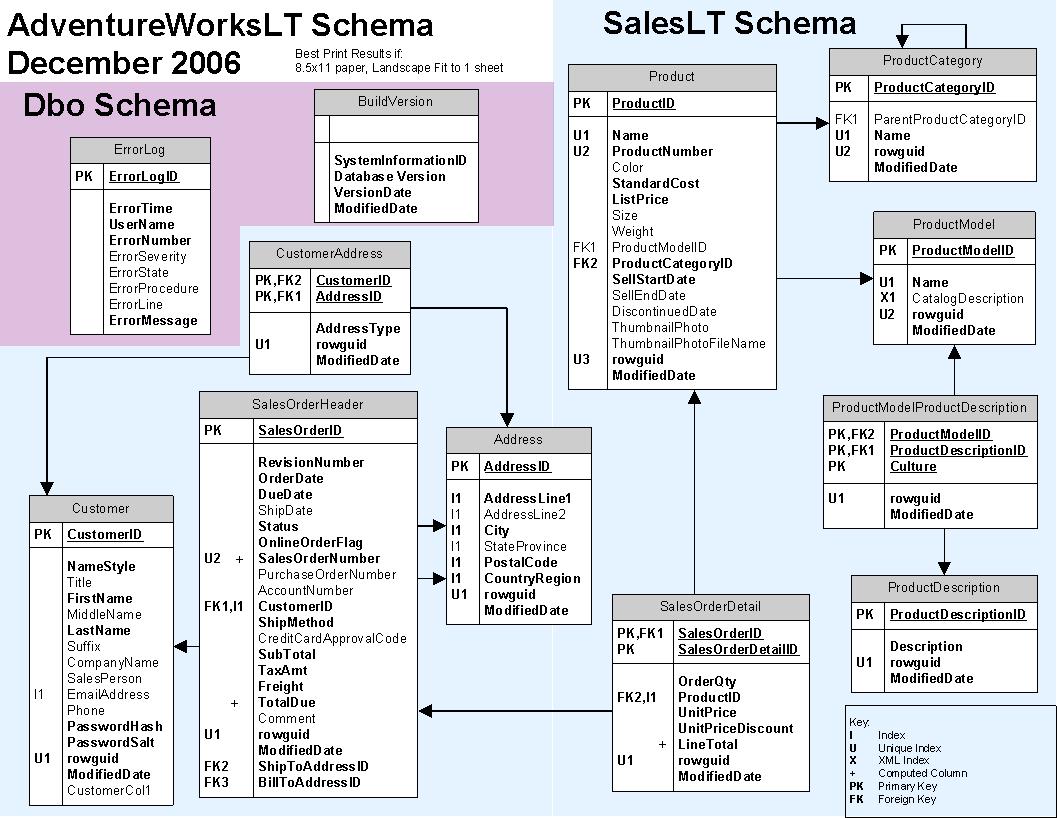 AdventureWorksLT Schema
December 2006
Best Print Results if:
8.5x11 paper, Landscape Fit to 1 sheet
SalesLT Schema
Dbo Schema
ErrorLog
PK ErrorLogID
ErrorTime
UserName
ErrorNumber
ErrorSeverity
ErrorState
ErrorProcedure
ErrorLine
ErrorMessage
BuildVersion
SystemInformationID
Database Version
VersionDate
ModifiedDate
CustomerAddress
PK,FK2 CustomerID
PK,FK1 AddressID
AddressType
U1 rowguid
ModifiedDate
Customer
PK CustomerID
NameStyle
Title
FirstName
MiddleName
LastName
Suffix
CompanyName
SalesPerson
I1 EmailAddress
Phone
PasswordHash
PasswordSalt
U1 rowguid
ModifiedDate
CustomerCol1
SalesOrderHeader
PK SalesOrderID
RevisionNumber
OrderDate
DueDate
ShipDate
Status
OnlineOrderFlag
U2 + SalesOrderNumber
PurchaseOrderNumber
AccountNumber
FK1,I1 CustomerID
ShipMethod
CreditCardApprovalCode
SubTotal
TaxAmt
Freight
+ TotalDue
Comment
U1 rowguid
ModifiedDate
FK2 ShipToAddressID
FK3 BillToAddressID
Address
PK AddressID
I1 AddressLine1
I1 AddressLine2
I1 City
I1 StateProvince
I1 PostalCode
I1 CountryRegion
U1 rowguid
ModifiedDate
Product
PK ProductID
U1 Name
U2 ProductNumber
Color
StandardCost
ListPrice
Size
Weight
FK1 ProductModelID
FK2 ProductCategoryID
SellStartDate
SellEndDate
DiscontinuedDate
ThumbnailPhoto
ThumbnailPhotoFileName
U3 rowguid
ModifiedDate
ProductCategory
PK ProductCategoryID
FK1 ParentProductCategoryID
U1 Name
U2 rowguid
ModifiedDate
ProductModel
PK ProductModelID
U1 Name
X1 CatalogDescription
U2 rowguid
ModifiedDate
ProductModelProductDescription
PK,FK2 ProductModelID
PK,FK1 ProductDescriptionID
PK Culture
U1 rowguid
ModifiedDate
ProductDescription
PK ProductDescriptionID
Description
U1 rowguid
ModifiedDate
SalesOrderDetail
PK,FK1 SalesOrderID
PK SalesOrderDetailID
OrderQty
FK2,I1 ProductID
UnitPrice
UnitPriceDiscount
+ LineTotal
U1 rowguid
ModifiedDate
Key:
I Index
U Unique Index
X XML Index
+ Computed Column
PK Primary Key
FK Foreign Key